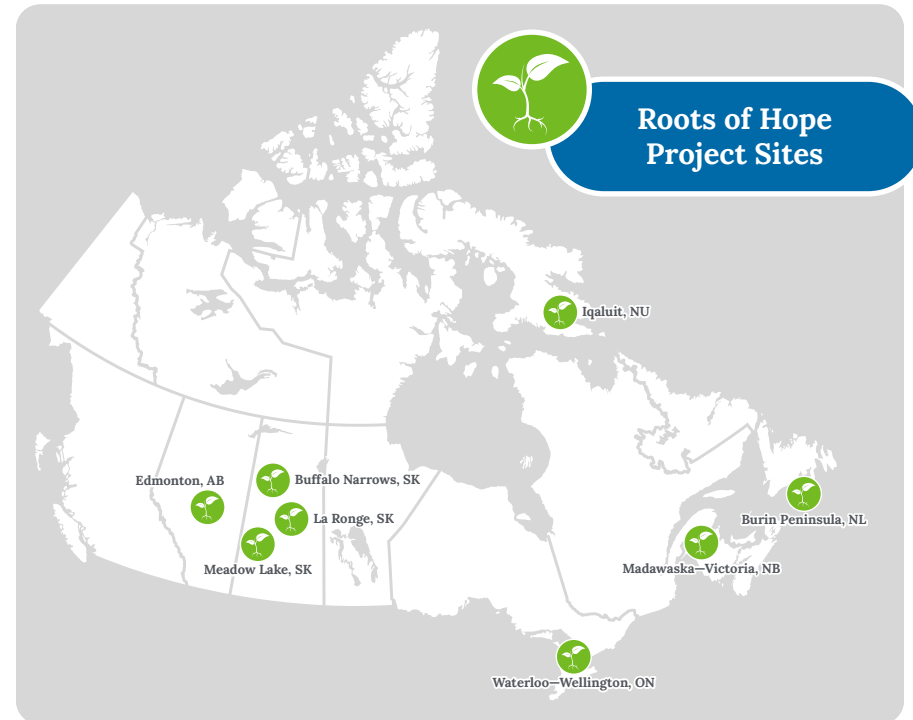 Roots of Hope
Project Sites
Iqaluit, NU
Edmonton, AB
Buffalo Narrows, SK
La Ronge, SK
Meadow Lake, SK
Burin Peninsula, NL
Madawaska—Victoria, NB
Waterloo—Wellington, ON